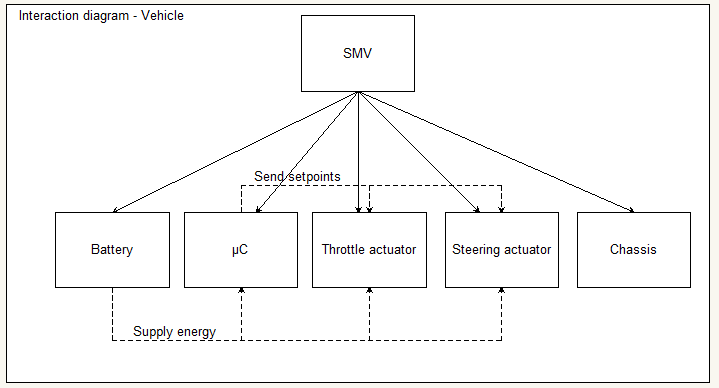 Interaction diagram - Vehicle
SMV
Send setpoints
Battery
µC
Throttle actuator
Steering actuator
Chassis
Supply energy